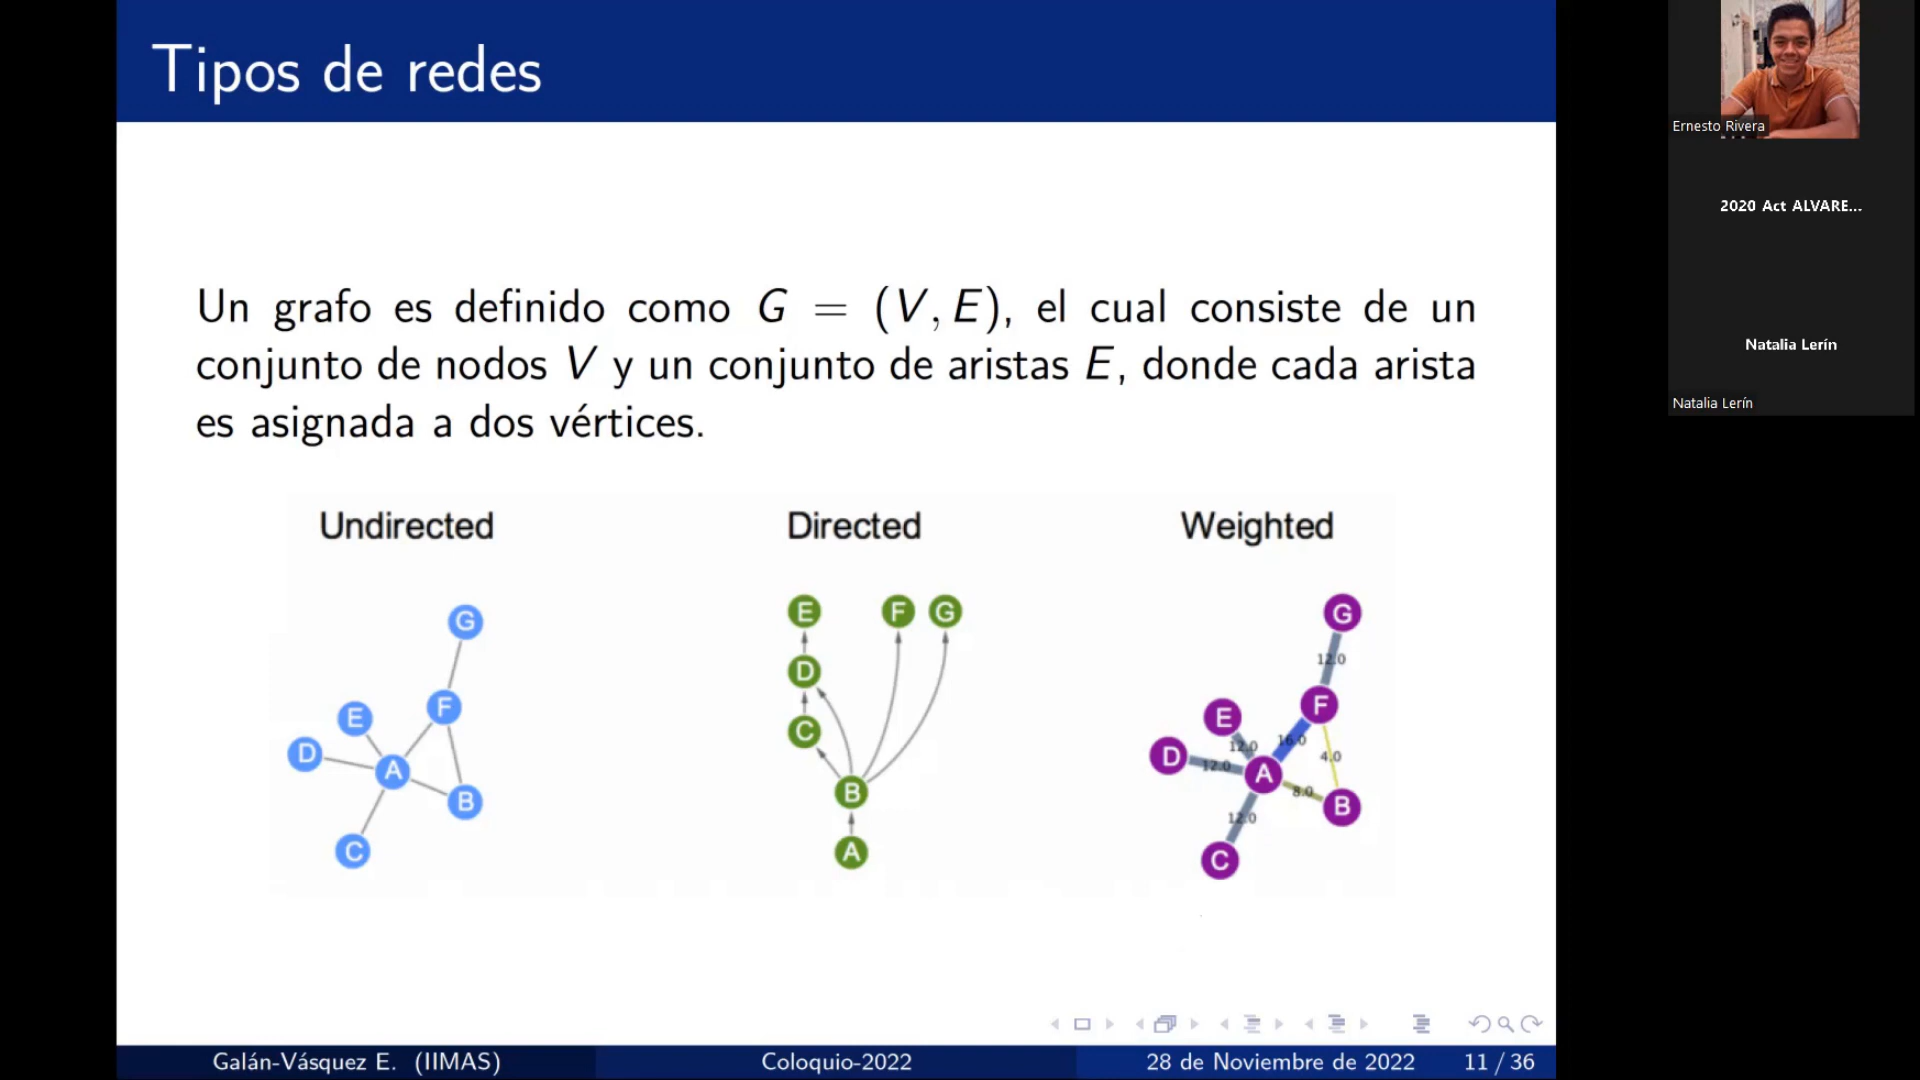 Tipos de redes
Un grafo es definido como G = (V, E), el cual consiste de un
conjunto de nodos V y un conjunto de aristas E, donde cada arista
es asignada a dos vértices.
Undirected
G
F
E
D
A
B
C
Directed
E
F
G
D
C
B
A
Weighted
G
12.0
F
E
16.0
12.0
4.0
D
12.0
A
8.0
B
12.0
C
Galán-Vásquez E. (IIMAS)
Coloquio-2022
28 de Noviembre de 2022
11 / 36
Ernesto Rivera
2020 Act ALVARE...
Natalia Lerín
Natalia Lerín